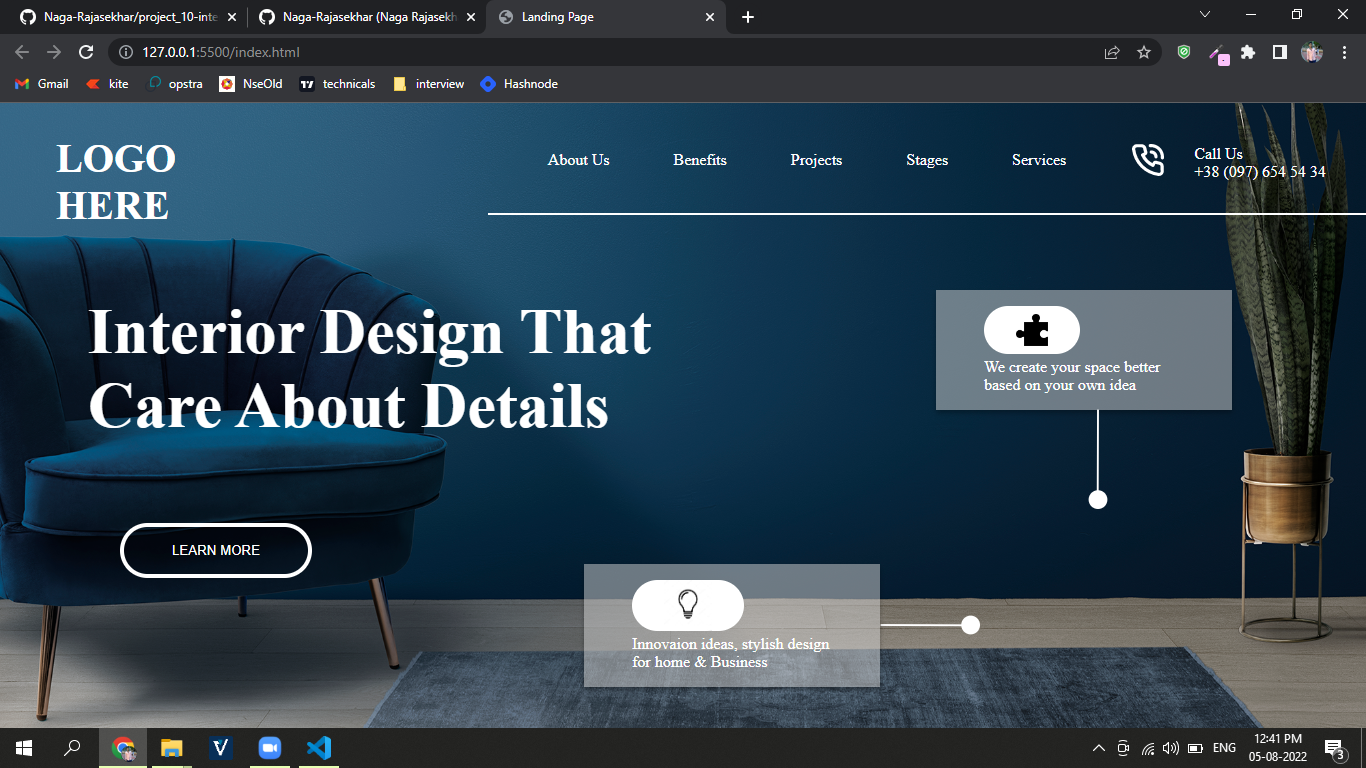 Naga-Rajasekhar/project_10-inte
Naga-Rajasekhar (Naga Rajasekh
Landing Page
127.0.0.1:5500/index.html
Gmail
kite
opstra
NseOld
technicals
interview
Hashnode
LOGO
HERE
About Us
Benefits
Projects
Stages
Services
Call Us
+38 (097) 654 54 34
Interior Design That
Care About Details
We create your space better
based on your own idea
LEARN MORE
Innovaion ideas, stylish design
for home & Business
ENG
12:41 PM
05-08-2022
3